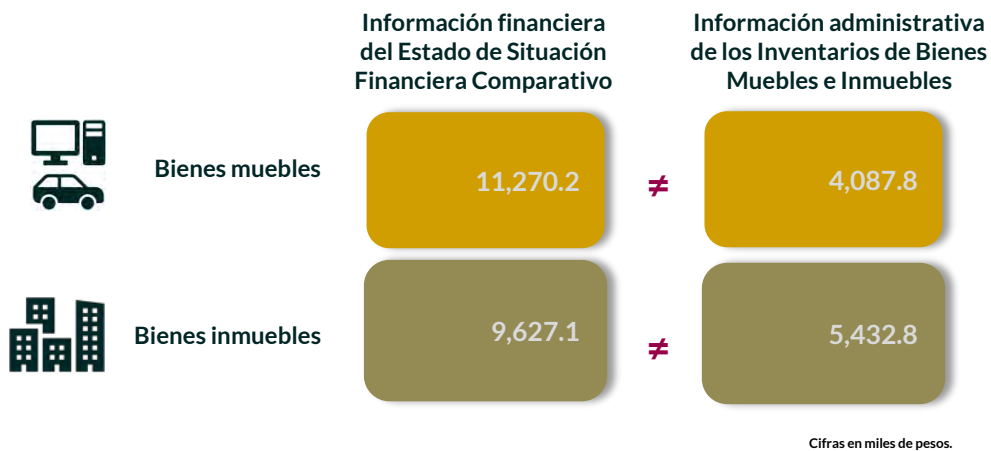 Información financiera
del Estado de Situación
Financiera Comparativo
Información administrativa
de los Inventarios de Bienes
Muebles e Inmuebles
Bienes muebles
11,270.2
≠
4,087.8
Bienes inmuebles
9,627.1
≠
5,432.8
Cifras en miles de pesos.